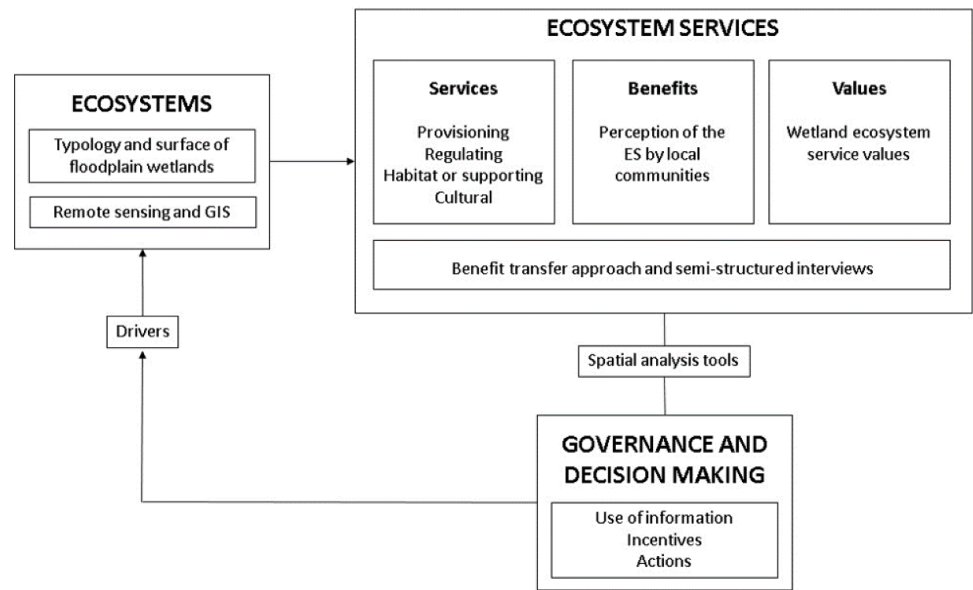 ECOSYSTEMS
Typology and surface of
floodplain wetlands
Remote sensing and GIS
ECOSYSTEM SERVICES
Services
Provisioning
Regulating
Habitat or supporting
Cultural
Benefits
Perception of the
ES by local
communities
Values
Wetland ecosystem
service values
Benefit transfer approach and semi-structured interviews
Drivers
Spatial analysis tools
GOVERNANCE AND
DECISION MAKING
Use of information
Incentives
Actions